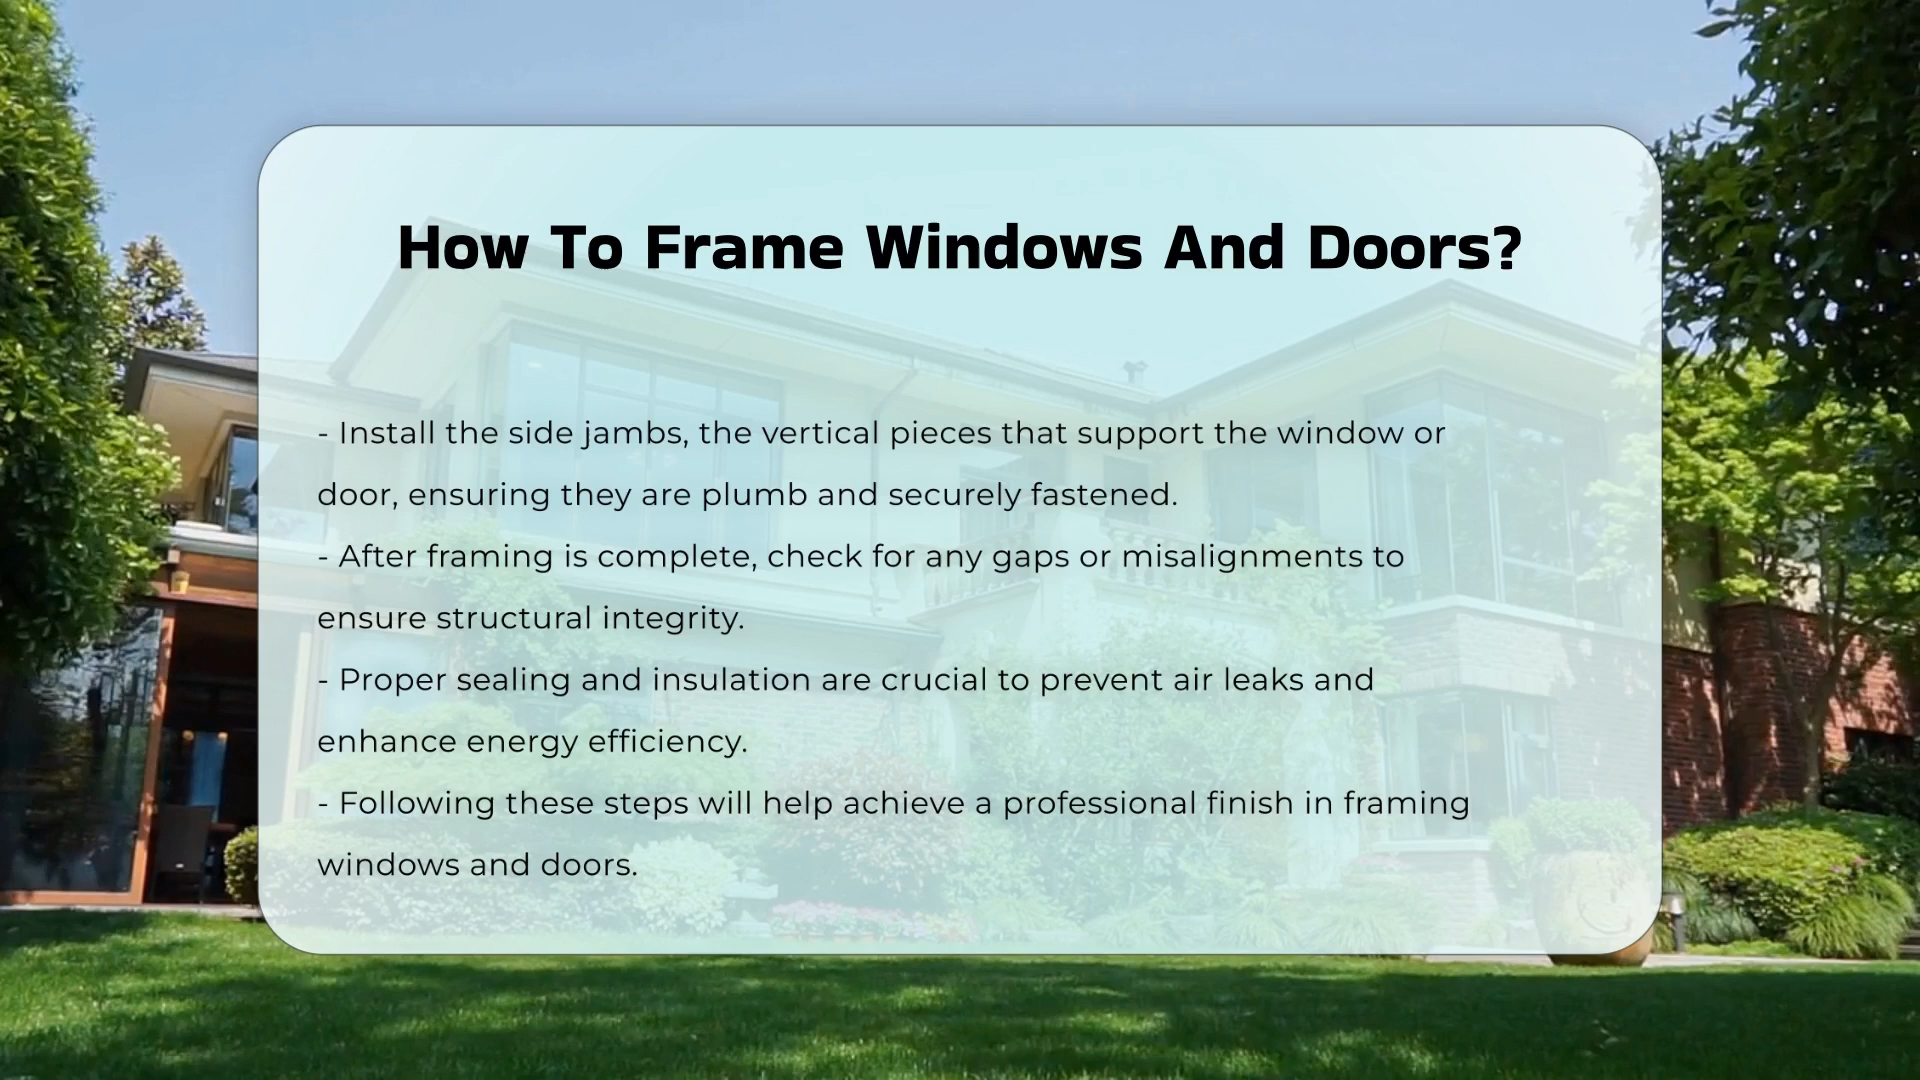 How To Frame Windows And Doors?
- Install the side jambs, the vertical pieces that support the window or
door, ensuring they are plumb and securely fastened.
- After framing is complete, check for any gaps or misalignments to
ensure structural integrity.
- Proper sealing and insulation are crucial to prevent air leaks and
enhance energy efficiency.
- Following these steps will help achieve a professional finish in framing
windows and doors.